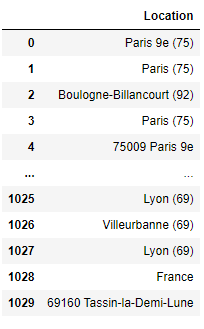 Location
0 Paris 9e (75)
1 Paris (75)
2 Boulogne-Billancourt (92)
3 Paris (75)
4 75009 Paris 9e
... ...
1025 Lyon (69)
1026 Villeurbanne (69)
1027 Lyon (69)
1028 France
1029 69160 Tassin-la-Demi-Lune